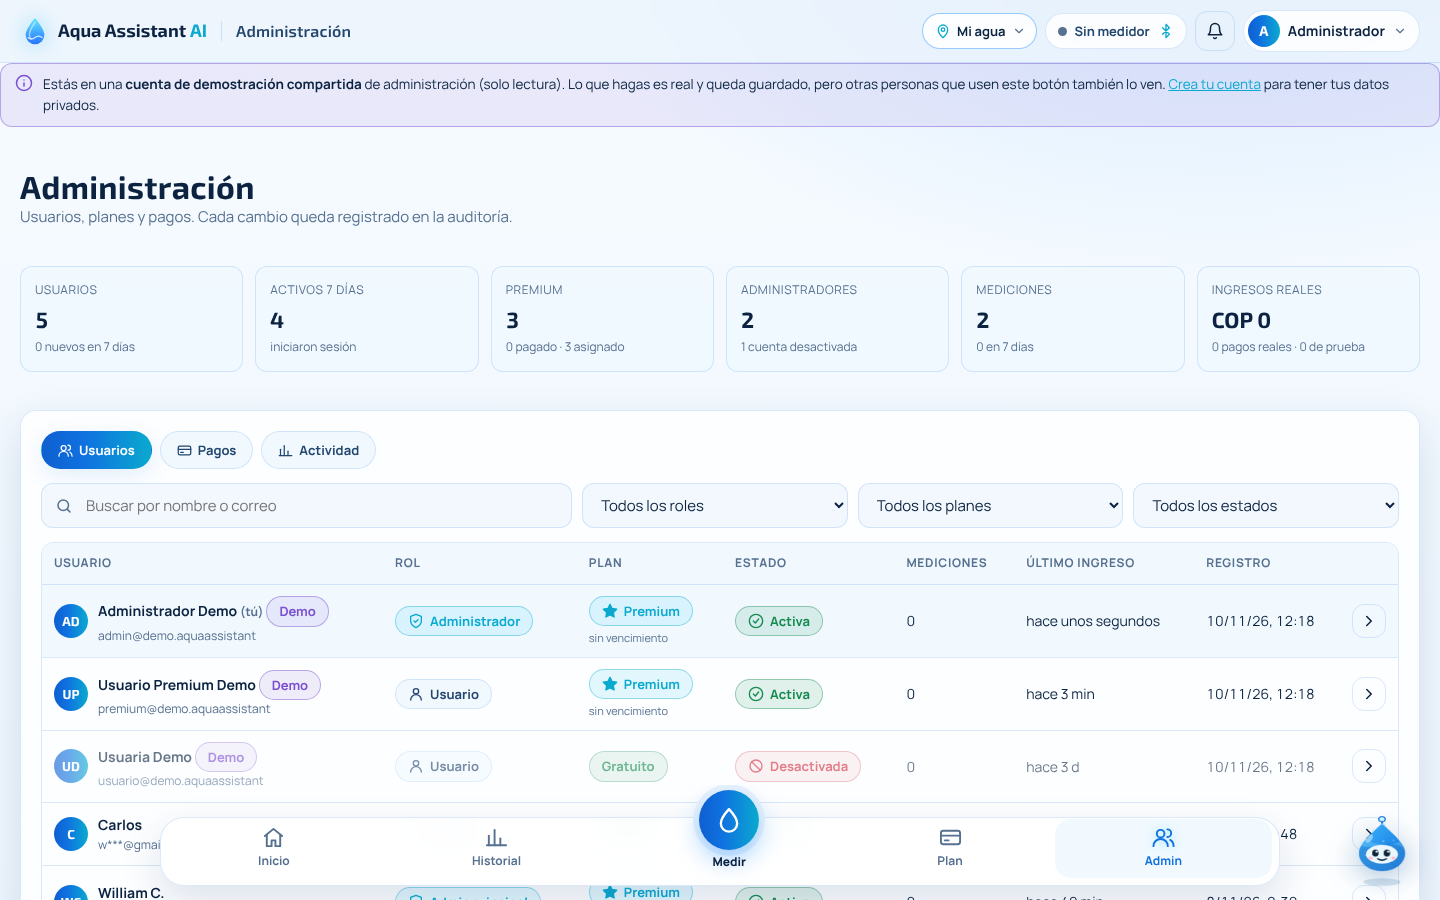 Aqua Assistant AI
Administración
Mi agua
Sin medidor
A
Administrador
Estás en una cuenta de demostración compartida de administración (solo lectura). Lo que hagas es real y queda guardado, pero otras personas que usen este botón también lo ven. Crea tu cuenta para tener tus datos
privados.
Administración
Usuarios, planes y pagos. Cada cambio queda registrado en la auditoría.
USUARIOS
5
0 nuevos en 7 días
ACTIVOS 7 DÍAS
4
iniciaron sesión
PREMIUM
3
0 pagado · 3 asignado
ADMINISTRADORES
2
1 cuenta desactivada
MEDICIONES
2
0 en 7 días
INGRESOS REALES
COP 0
0 pagos reales · 0 de prueba
Usuarios
Pagos
Actividad
Buscar por nombre o correo
Todos los roles
Todos los planes
Todos los estados
USUARIO ROL PLAN ESTADO MEDICIONES ÚLTIMO INGRESO REGISTRO
AD Administrador Demo (tú) Demo
admin@demo.aquaassistant
Administrador
Premium
sin vencimiento
Activa
0
hace unos segundos
10/11/26, 12:18
UP Usuario Premium Demo Demo
premium@demo.aquaassistant
Usuario
Premium
sin vencimiento
Activa
0
hace 3 min
10/11/26, 12:18
UD Usuaria Demo Demo
usuario@demo.aquaassistant
Usuario
Gratuito
Desactivada
0
hace 3 d
10/11/26, 12:18
C Carlos
w***@gmai
48
William C.
Premium
Inicio
Historial
Medir
Plan
Admin